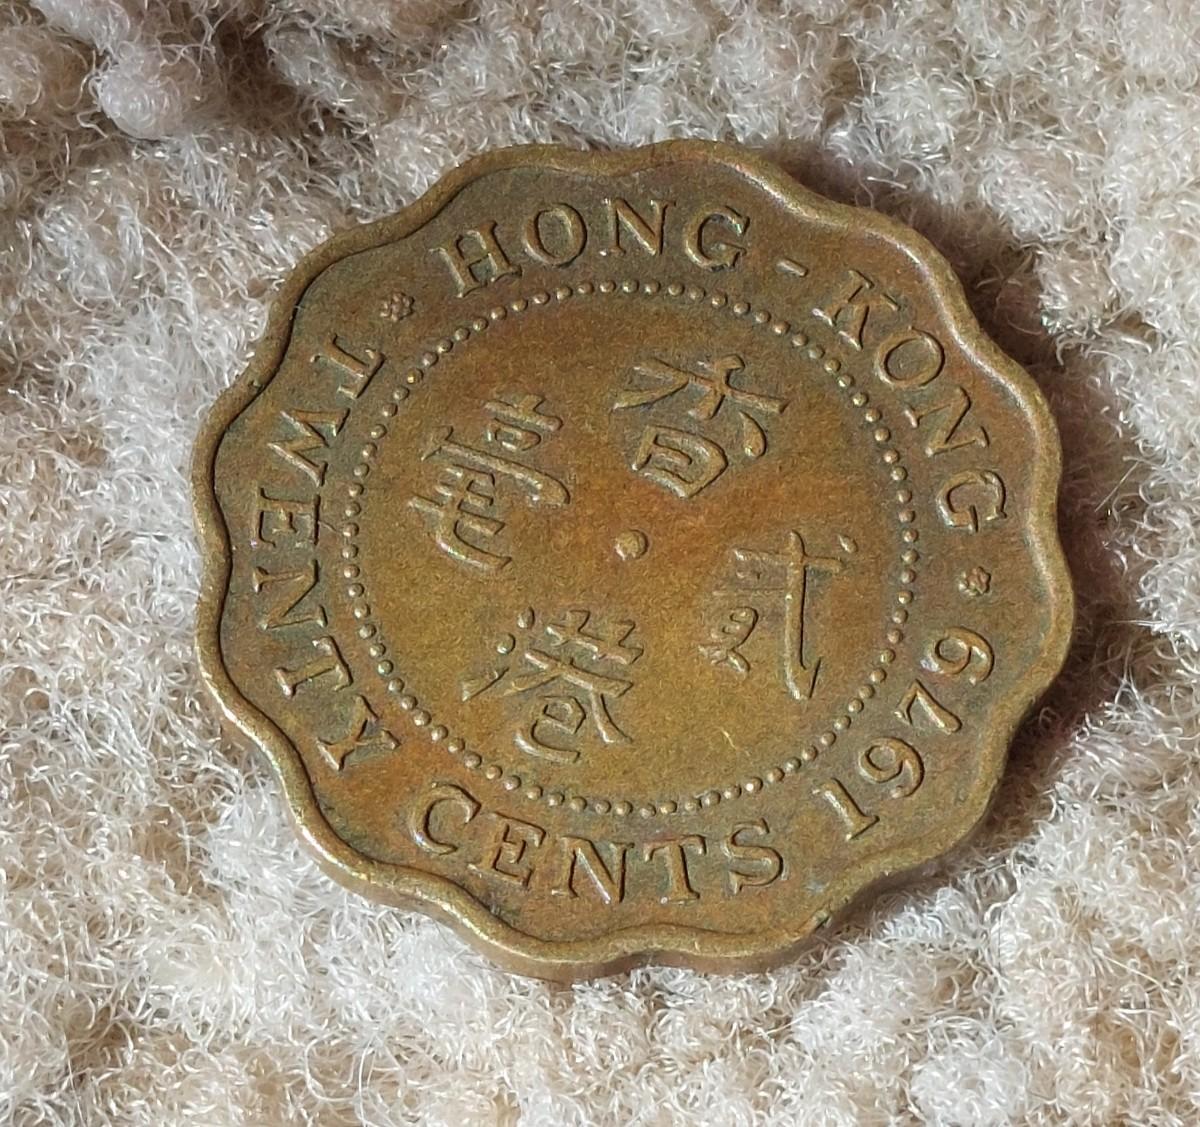 HONG-KONG
1979
TWENTY CENTS
香港
貳毫